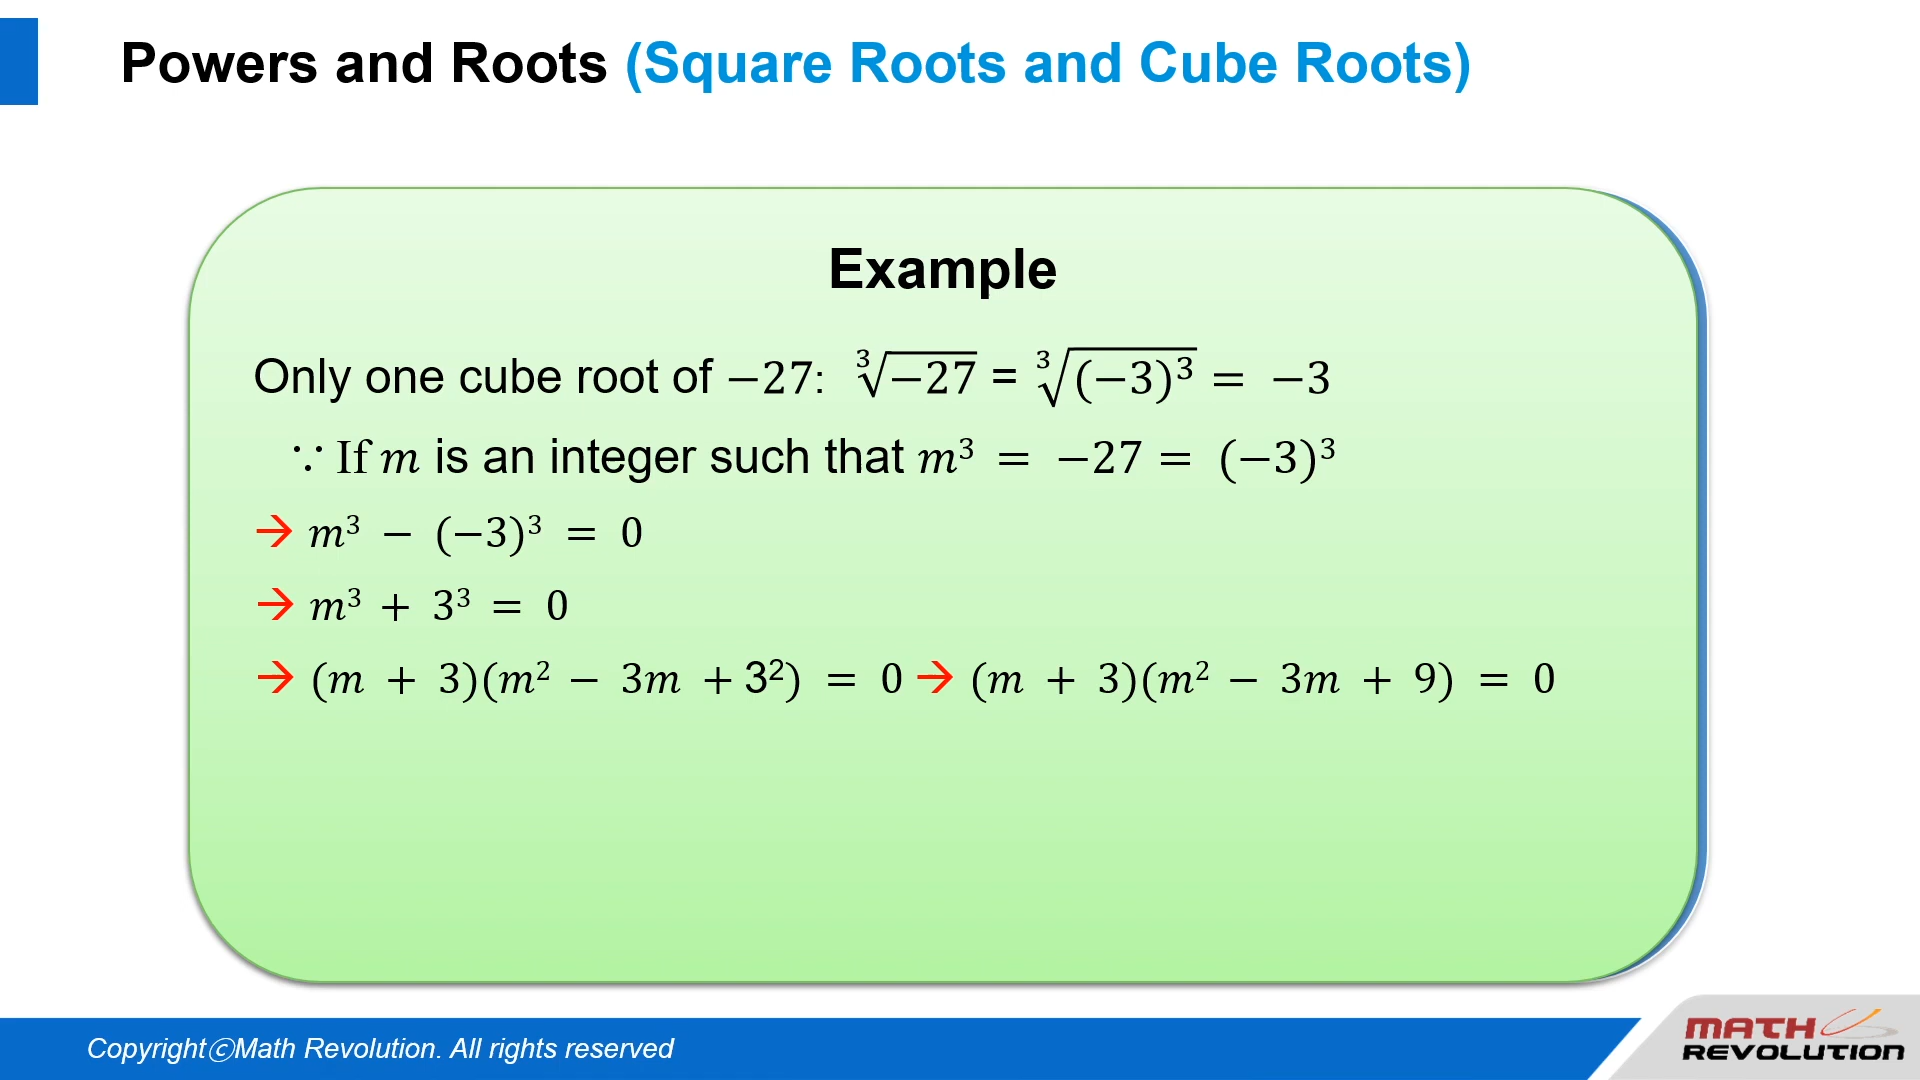 Powers and Roots (Square Roots and Cube Roots)
Example
Only one cube root of −27: ∛−27 = ∛(−3)³ = −3
∵ If m is an integer such that m³ = −27 = (−3)³
→ m³ − (−3)³ = 0
→ m³ + 3³ = 0
→ (m + 3)(m² − 3m + 3²) = 0 → (m + 3)(m² − 3m + 9) = 0
CopyrightⓒMath Revolution. All rights reserved
MATH
REVOLUTION